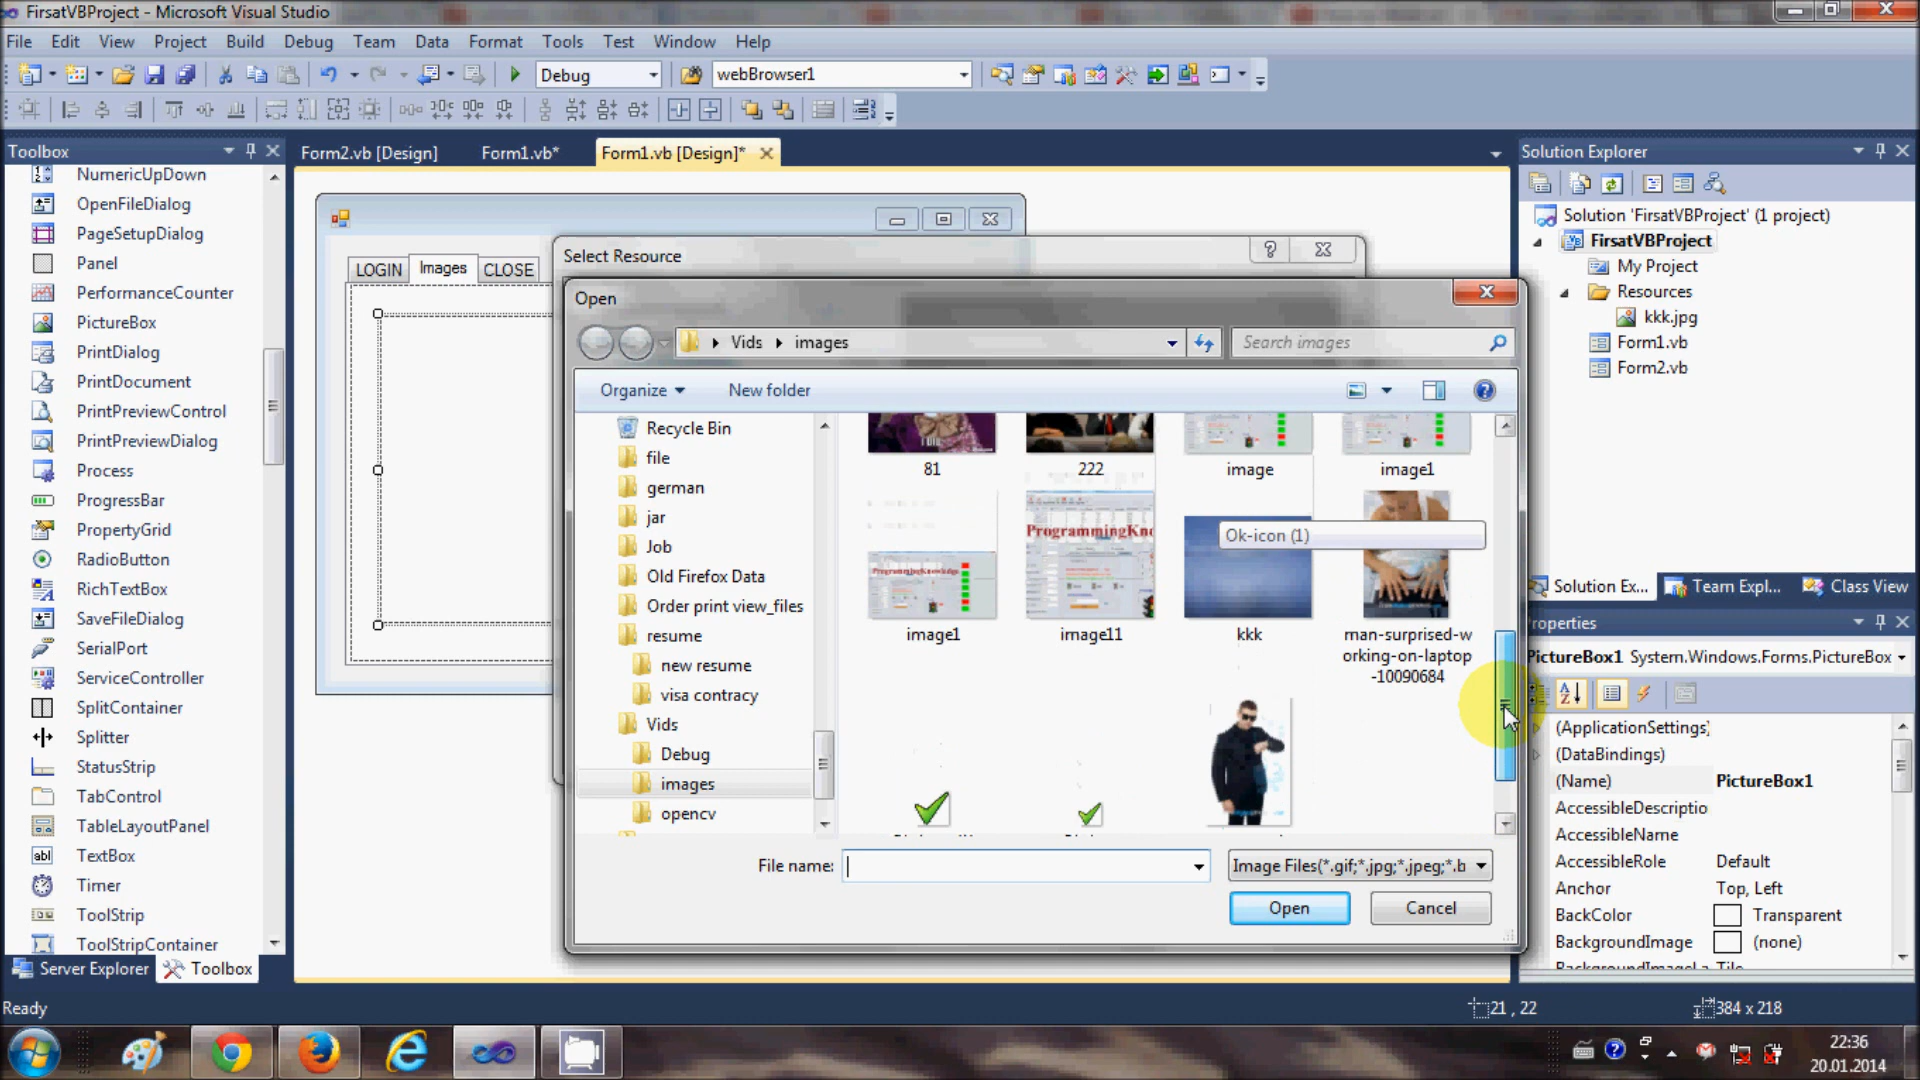 FirsatVBProject - Microsoft Visual Studio
File Edit View Project Build Debug Team Data Format Tools Test Window Help
Debug webBrowser1
Toolbox
NumericUpDown
OpenFileDialog
PageSetupDialog
Panel
PerformanceCounter
PictureBox
PrintDialog
PrintDocument
PrintPreviewControl
PrintPreviewDialog
Process
ProgressBar
PropertyGrid
RadioButton
RichTextBox
SaveFileDialog
SerialPort
ServiceController
SplitContainer
Splitter
StatusStrip
TabControl
TableLayoutPanel
TextBox
Timer
ToolStrip
ToolStripContainer
Server Explorer Toolbox
Form2.vb [Design] Form1.vb* Form1.vb [Design]*
LOGIN Images CLOSE
Select Resource
Open
Vids images Search images
Organize New folder
Recycle Bin
file
german
jar
Job
Old Firefox Data
Order print view_files
resume
new resume
visa contracy
Vids
Debug
images
opencv
81 222 image image1
ProgrammingKno
Ok-icon (1)
image1 image11 kkk man-surprised-w
orking-on-laptop
-10090684
File name: Image Files(*.gif;*.jpg;*.jpeg;*.b
Open Cancel
Solution Explorer
Solution 'FirsatVBProject' (1 project)
FirsatVBProject
My Project
Resources
kkk.jpg
Form1.vb
Form2.vb
Solution Ex... Team Expl... Class View
roperties
PictureBox1 System.Windows.Forms.PictureBox
(ApplicationSettings)
(DataBindings)
(Name) PictureBox1
AccessibleDescriptio
AccessibleName
AccessibleRole Default
Anchor Top, Left
BackColor Transparent
BackgroundImage (none)
BackgroundImageLa Tile
Ready 21 , 22 384 x 218
22:36
20.01.2014